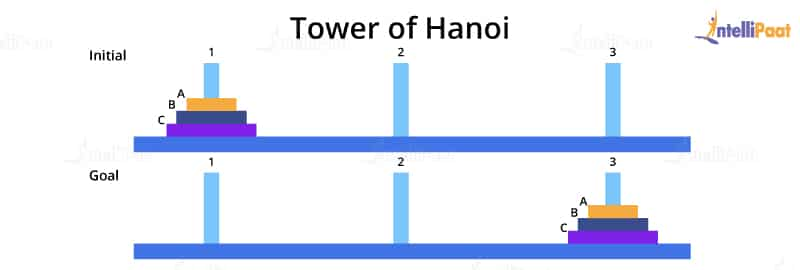 Tower of Hanoi
IntelliPaat
Initial
1 2 3
A
B
C
Goal
1 2 3
A
B
C